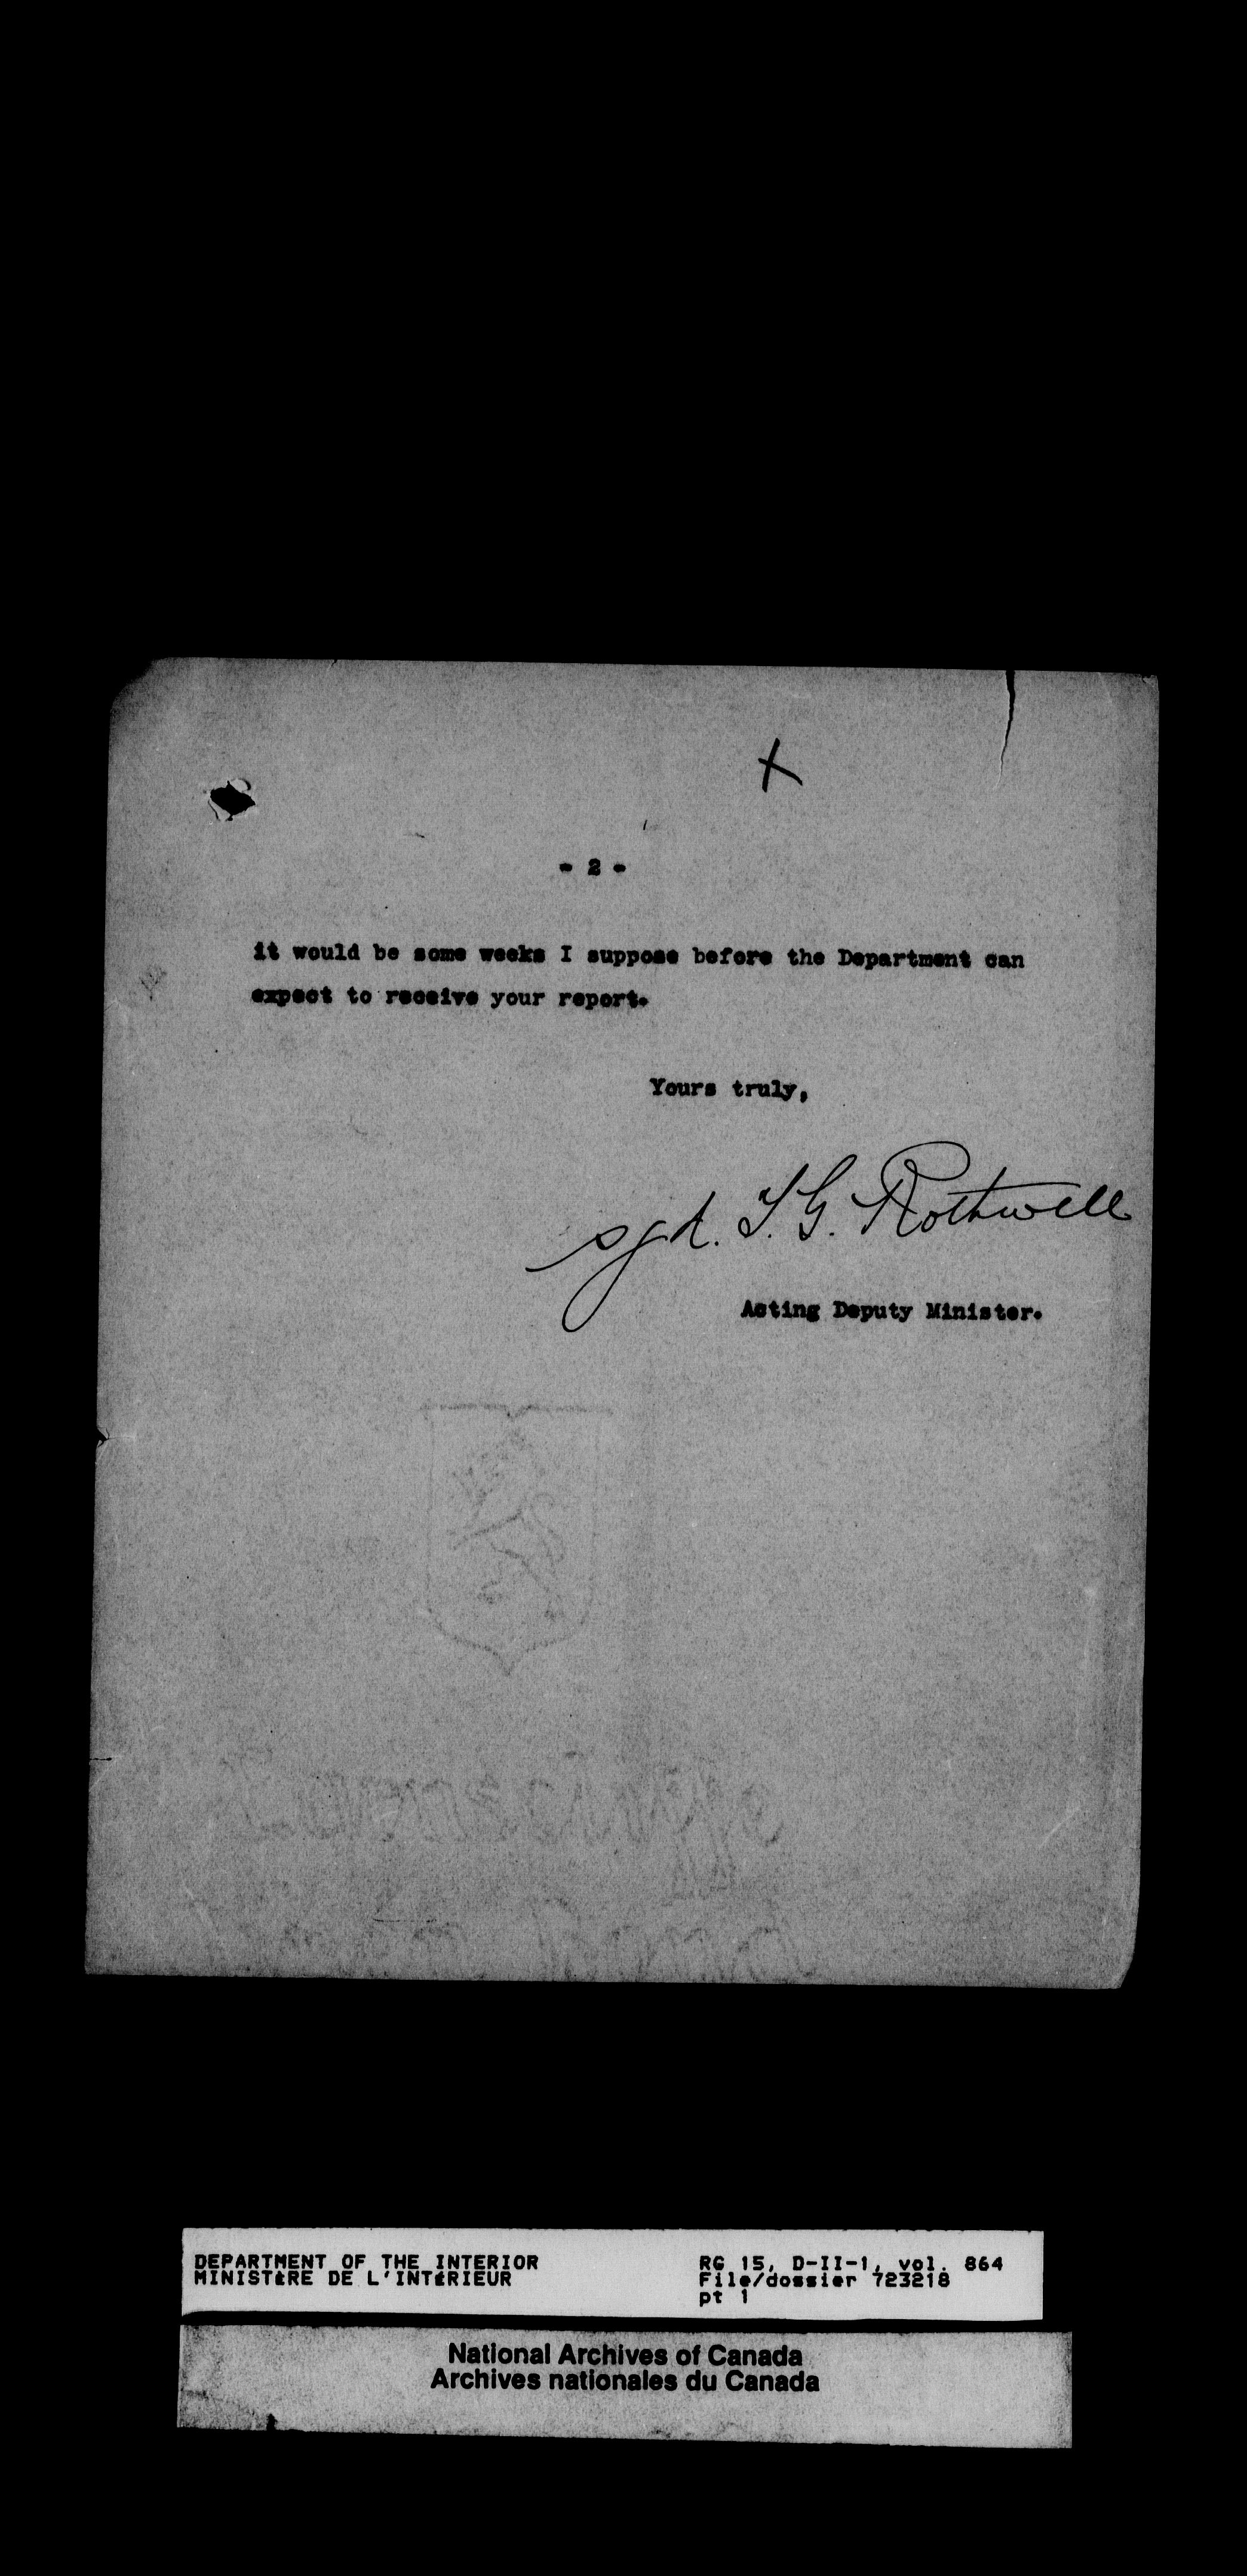 - 2 -
it would be some weeks I suppose before the Department can
expect to receive your report.
Yours truly,
sgd. T. G. Rothwell
Acting Deputy Minister.
DEPARTMENT OF THE INTERIOR
MINISTÈRE DE L'INTÉRIEUR
RG 15, D-II-1, vol. 864
File/dossier 723218
pt 1
National Archives of Canada
Archives nationales du Canada